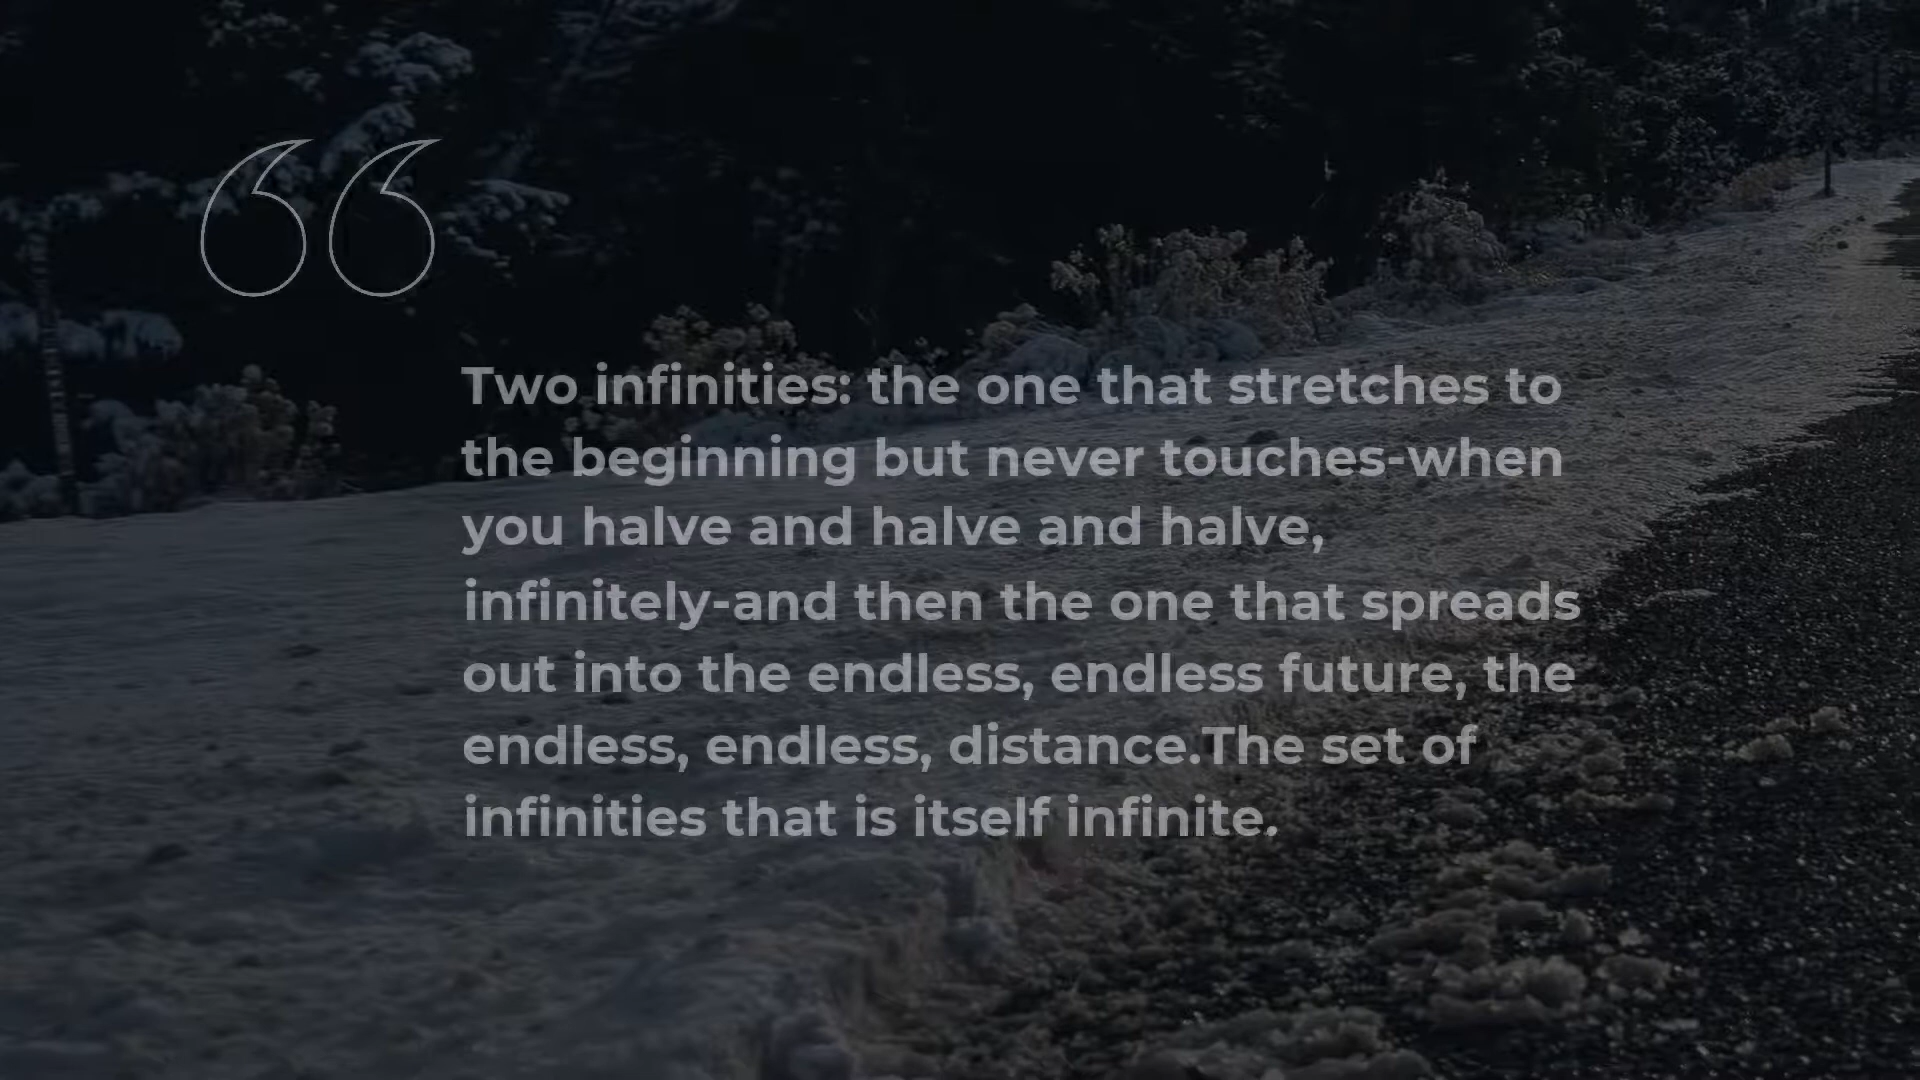 “
Two infinities: the one that stretches to
the beginning but never touches-when
you halve and halve and halve,
infinitely-and then the one that spreads
out into the endless, endless future, the
endless, endless, distance.The set of
infinities that is itself infinite.